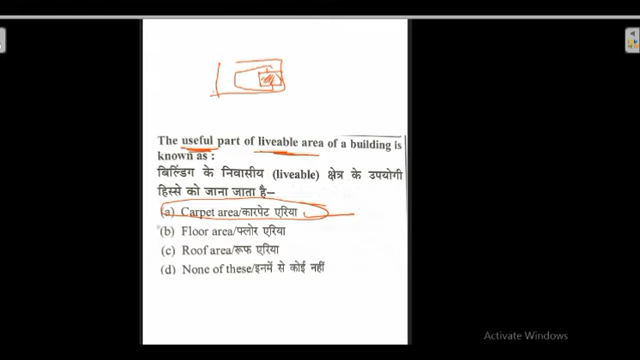 The useful part of liveable area of a building is
known as :
बिल्डिंग के निवासीय (liveable) क्षेत्र के उपयोगी
हिस्से को जाना जाता है–
(a) Carpet area/कारपेट एरिया
(b) Floor area/फ्लोर एरिया
(c) Roof area/रूफ एरिया
(d) None of these/इनमें से कोई नहीं
Activate Windows